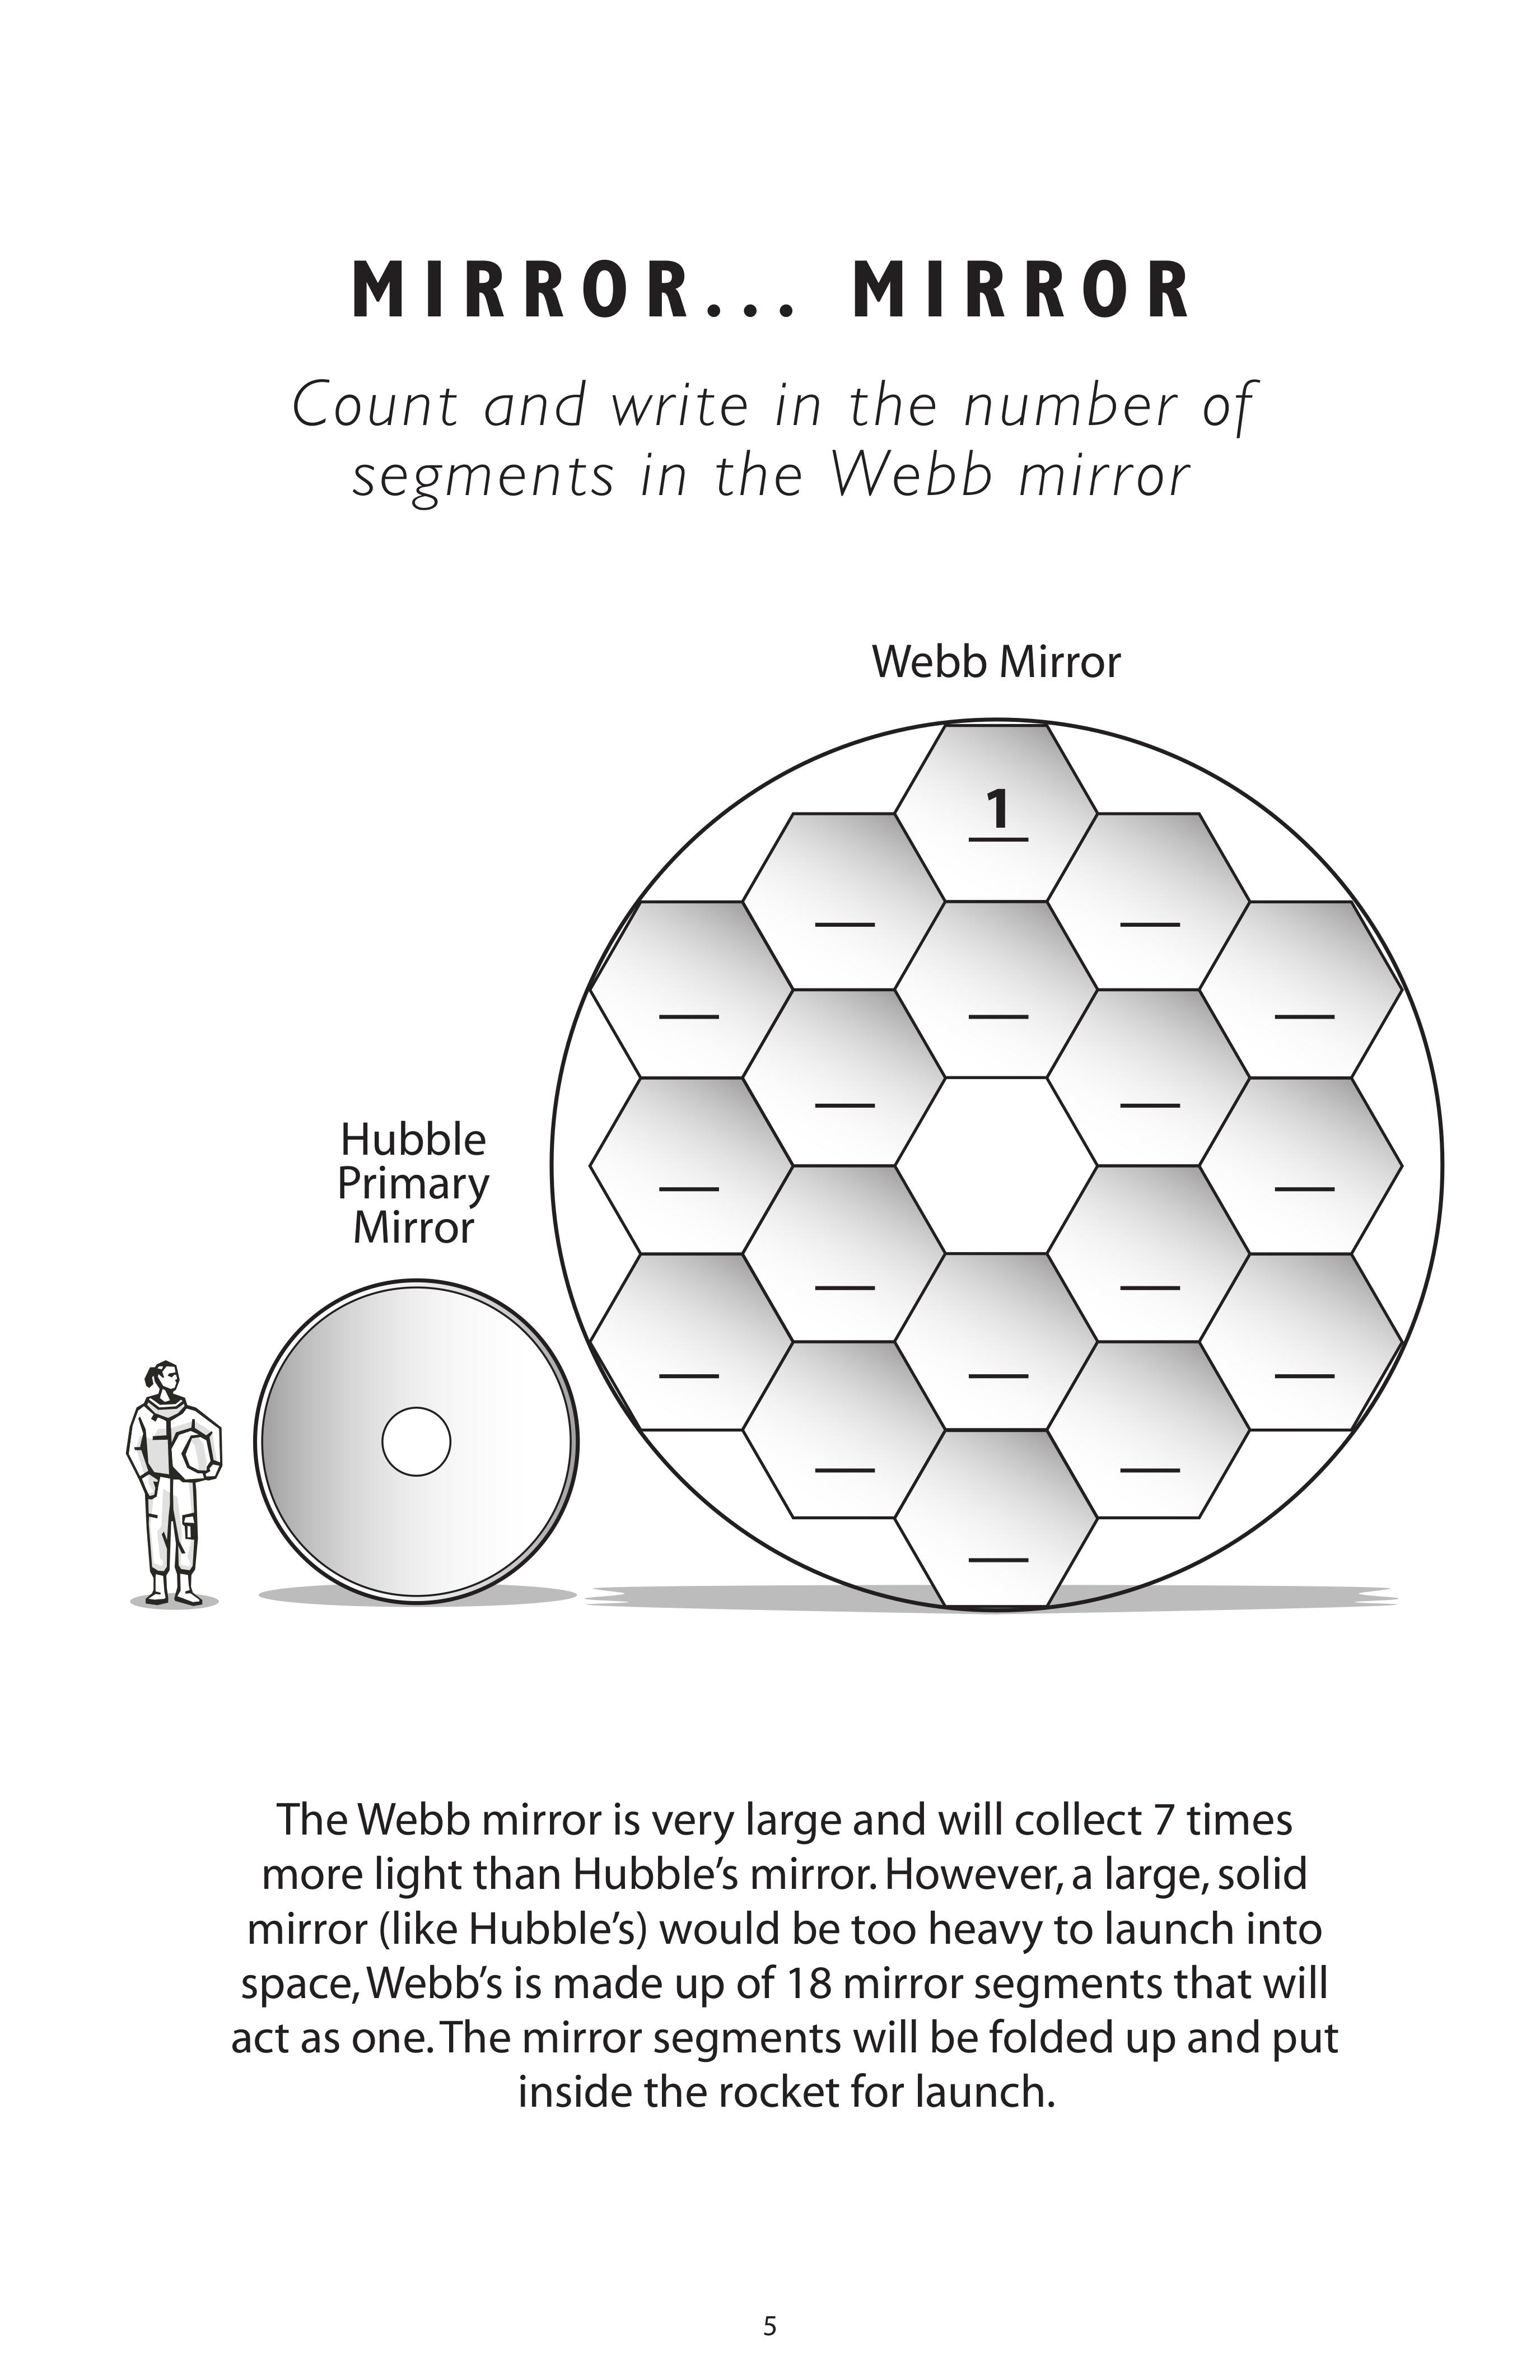 MIRROR... MIRROR
Count and write in the number of
segments in the Webb mirror
Webb Mirror
1
Hubble
Primary
Mirror
The Webb mirror is very large and will collect 7 times
more light than Hubble’s mirror. However, a large, solid
mirror (like Hubble’s) would be too heavy to launch into
space, Webb’s is made up of 18 mirror segments that will
act as one. The mirror segments will be folded up and put
inside the rocket for launch.
5